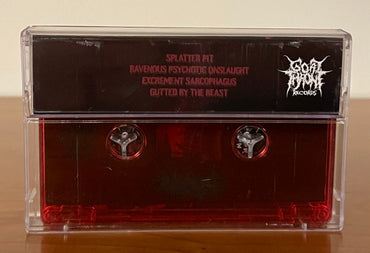 SPLATTER PIT
RAVENOUS PSYCHOTIC ONSLAUGHT
EXCREMENT SARCOPHAGUS
GUTTED BY THE BEAST
GOAT
THRONE
RECORDS